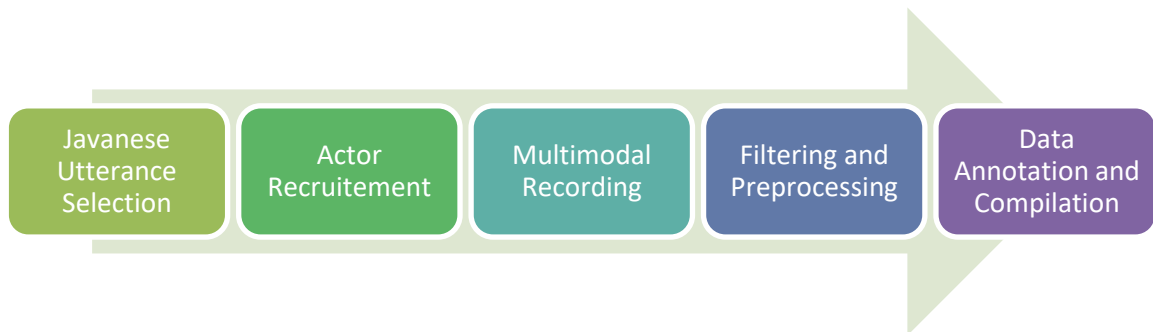 Javanese
Utterance
Selection
Actor
Recruitement
Multimodal
Recording
Filtering and
Preprocessing
Data
Annotation and
Compilation